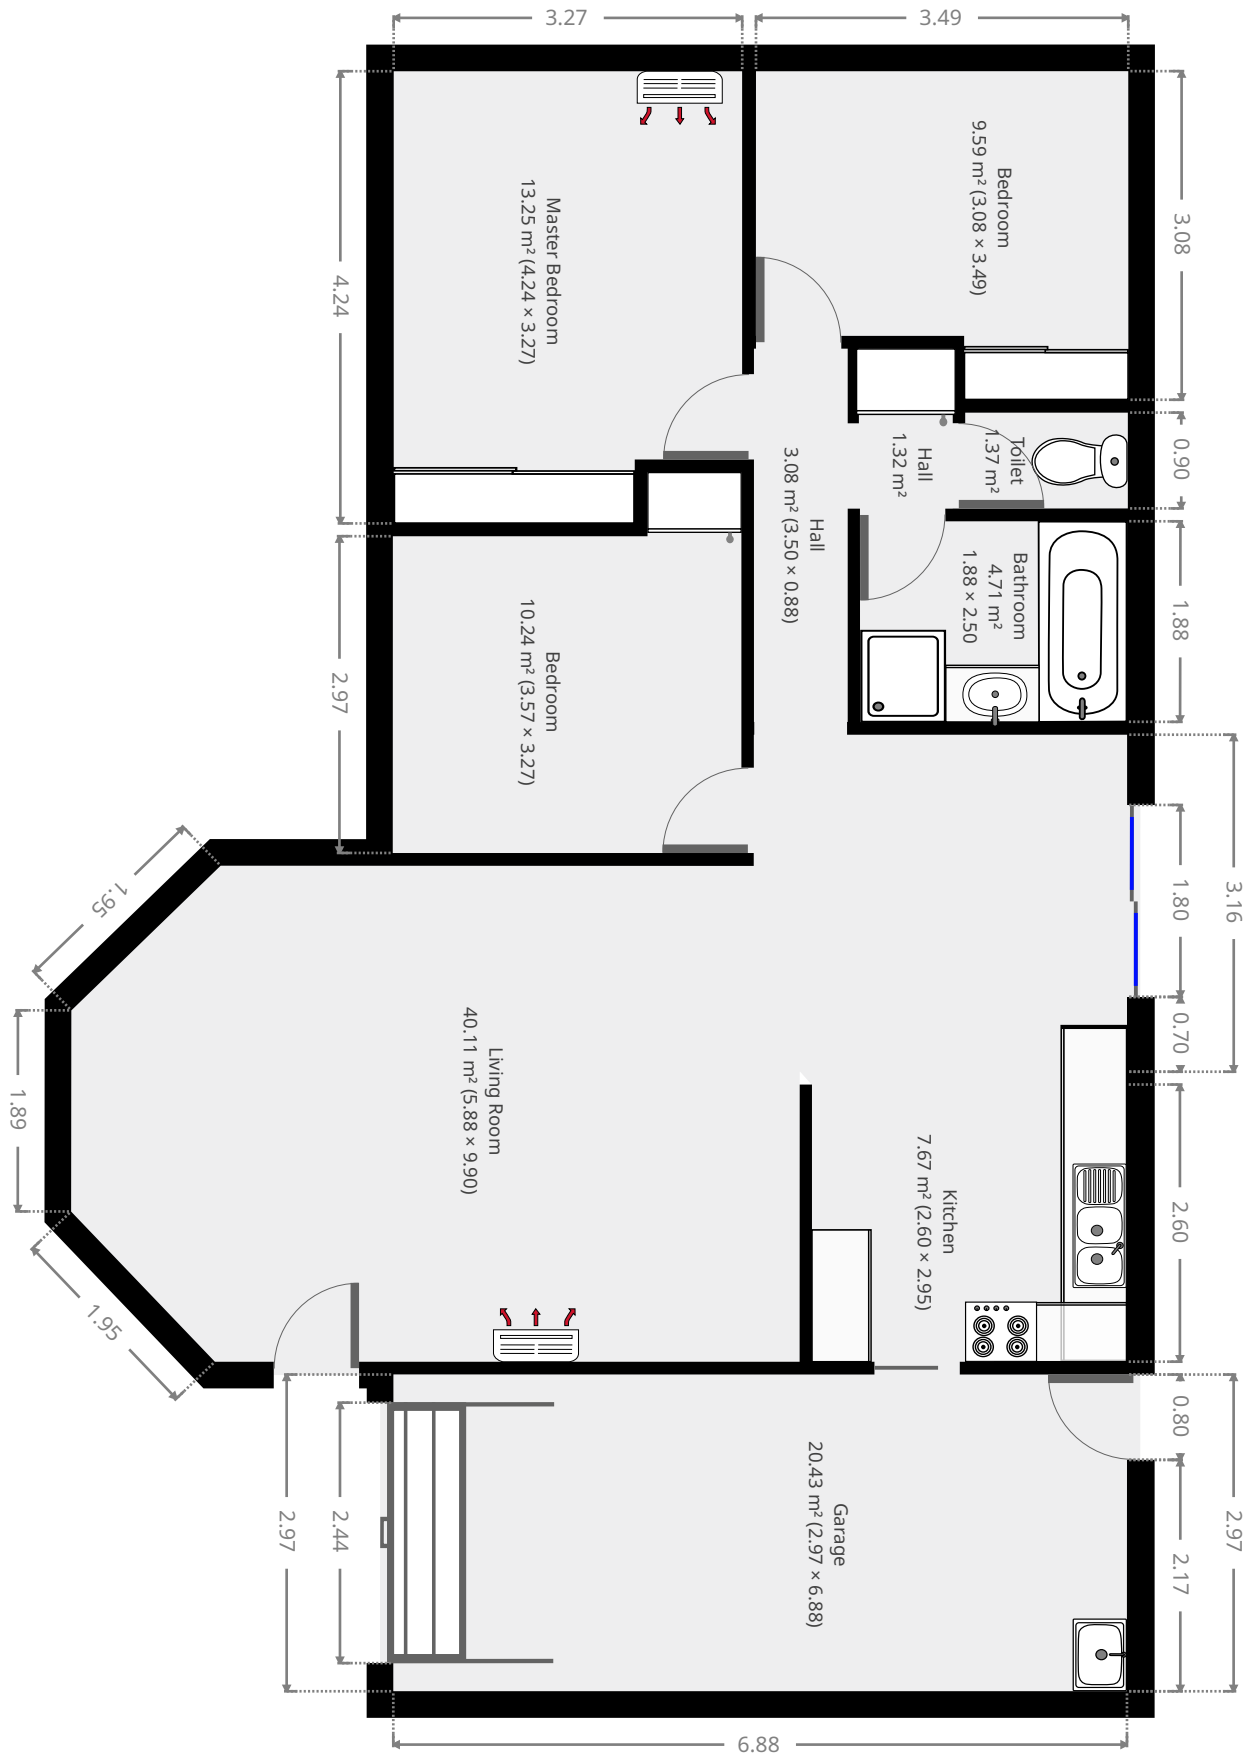 3.27
3.49
Master Bedroom
13.25 m² (4.24 × 3.27)
Bedroom
9.59 m² (3.08 × 3.49)
4.24
3.08
Toilet
1.37 m²
0.90
Hall
1.32 m²
Hall
3.08 m² (3.50 × 0.88)
Bathroom
4.71 m²
1.88 × 2.50
1.88
Bedroom
10.24 m² (3.57 × 3.27)
2.97
1.95
1.80
3.16
0.70
Living Room
40.11 m² (5.88 × 9.90)
1.89
Kitchen
7.67 m² (2.60 × 2.95)
2.60
1.95
0.80
2.97
2.44
Garage
20.43 m² (2.97 × 6.88)
2.17
2.97
6.88